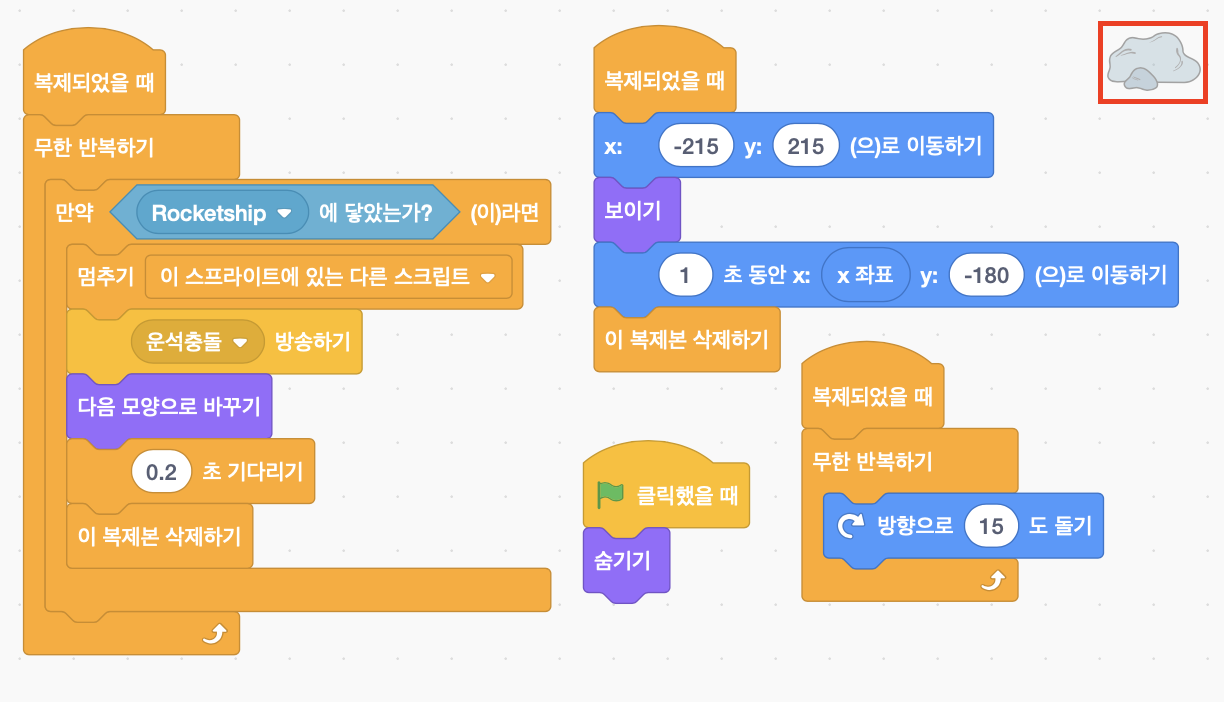 복제되었을 때
무한 반복하기
만약 Rocketship 에 닿았는가? (이)라면
멈추기 이 스프라이트에 있는 다른 스크립트
운석충돌 방송하기
다음 모양으로 바꾸기
0.2 초 기다리기
이 복제본 삭제하기
복제되었을 때
x: -215 y: 215 (으)로 이동하기
보이기
1 초 동안 x: x 좌표 y: -180 (으)로 이동하기
이 복제본 삭제하기
클릭했을 때
숨기기
복제되었을 때
무한 반복하기
방향으로 15 도 돌기